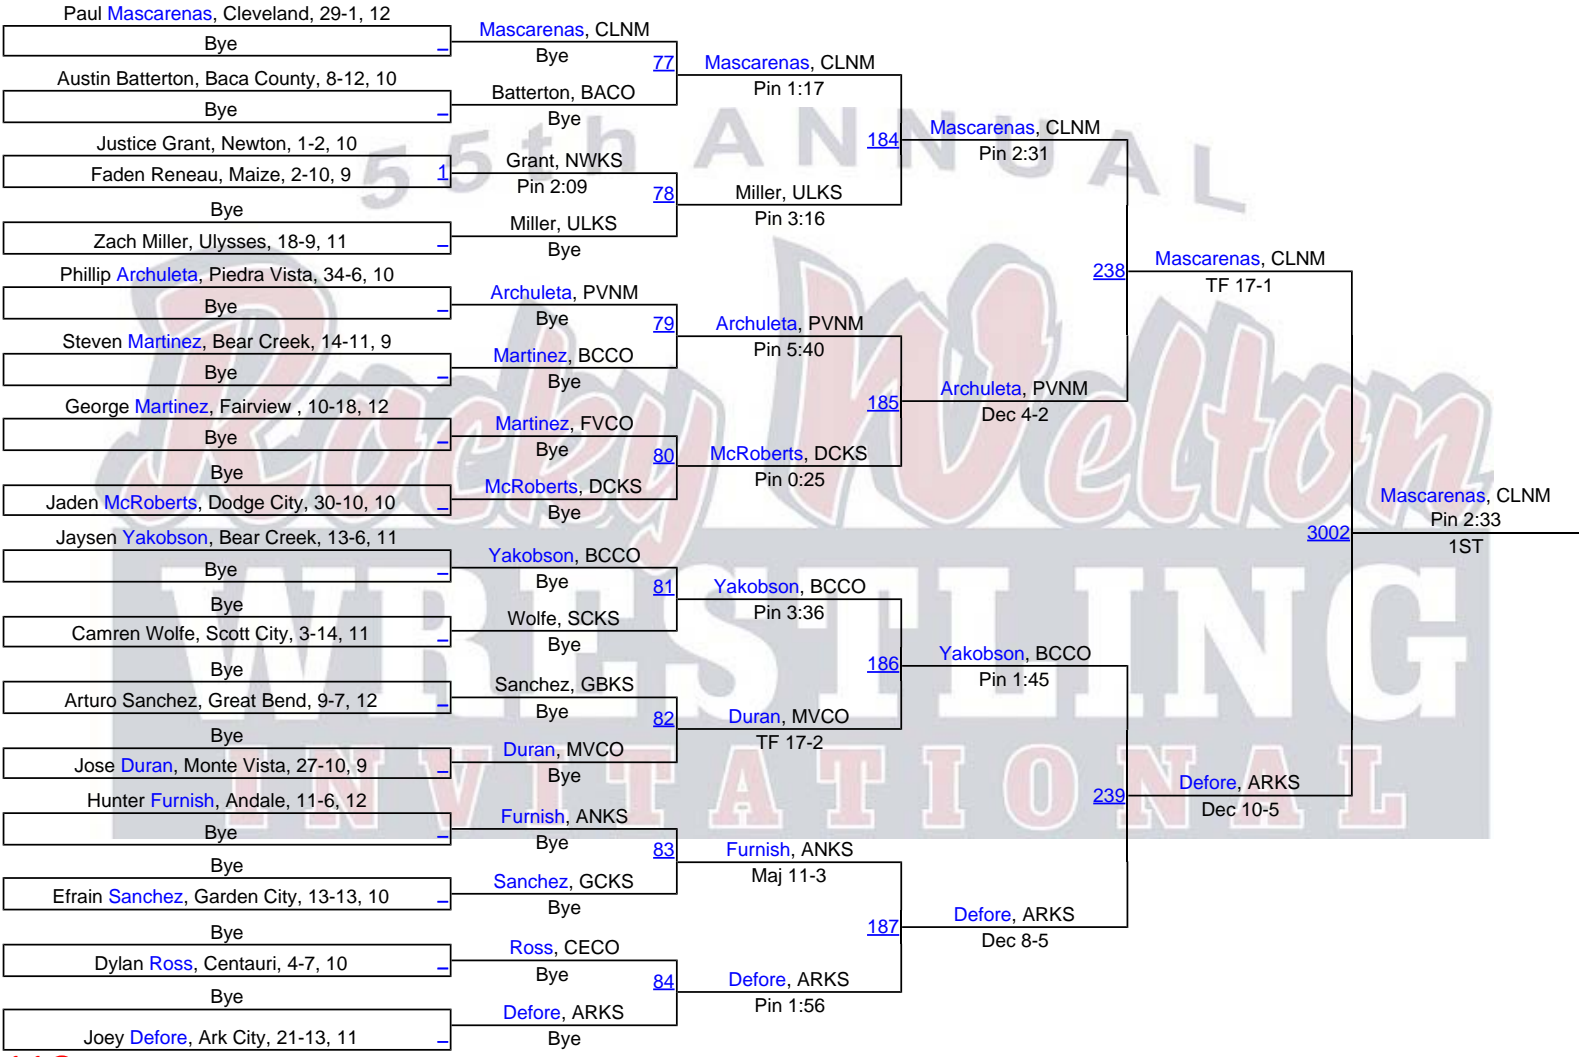 Paul Mascarenas, Cleveland, 29-1, 12
Bye
Austin Batterton, Baca County, 8-12, 10
Bye
Justice Grant, Newton, 1-2, 10
Faden Reneau, Maize, 2-10, 9
1
Bye
Zach Miller, Ulysses, 18-9, 11
Phillip Archuleta, Piedra Vista, 34-6, 10
Bye
Steven Martinez, Bear Creek, 14-11, 9
Bye
George Martinez, Fairview , 10-18, 12
Bye
Bye
Jaden McRoberts, Dodge City, 30-10, 10
Jaysen Yakobson, Bear Creek, 13-6, 11
Bye
Bye
Camren Wolfe, Scott City, 3-14, 11
Bye
Arturo Sanchez, Great Bend, 9-7, 12
Bye
Jose Duran, Monte Vista, 27-10, 9
Hunter Furnish, Andale, 11-6, 12
Bye
Bye
Efrain Sanchez, Garden City, 13-13, 10
Bye
Dylan Ross, Centauri, 4-7, 10
Bye
Joey Defore, Ark City, 21-13, 11
Mascarenas, CLNM
Bye
77
Batterton, BACO
Bye
Grant, NWKS
Pin 2:09
78
Miller, ULKS
Bye
Archuleta, PVNM
Bye
79
Martinez, BCCO
Bye
Martinez, FVCO
Bye
80
McRoberts, DCKS
Bye
Yakobson, BCCO
Bye
81
Wolfe, SCKS
Bye
Sanchez, GBKS
Bye
82
Duran, MVCO
Bye
Furnish, ANKS
Bye
83
Sanchez, GCKS
Bye
Ross, CECO
Bye
84
Defore, ARKS
Bye
Mascarenas, CLNM
Pin 1:17
184
Miller, ULKS
Pin 3:16
Archuleta, PVNM
Pin 5:40
185
McRoberts, DCKS
Pin 0:25
Yakobson, BCCO
Pin 3:36
186
Duran, MVCO
TF 17-2
Furnish, ANKS
Maj 11-3
187
Defore, ARKS
Pin 1:56
Mascarenas, CLNM
Pin 2:31
238
Archuleta, PVNM
Dec 4-2
Yakobson, BCCO
Pin 1:45
239
Defore, ARKS
Dec 8-5
Mascarenas, CLNM
TF 17-1
3002
Defore, ARKS
Dec 10-5
Mascarenas, CLNM
Pin 2:33
1ST
55th ANNUAL
Rocky Welton
WRESTLING
INVITATIONAL